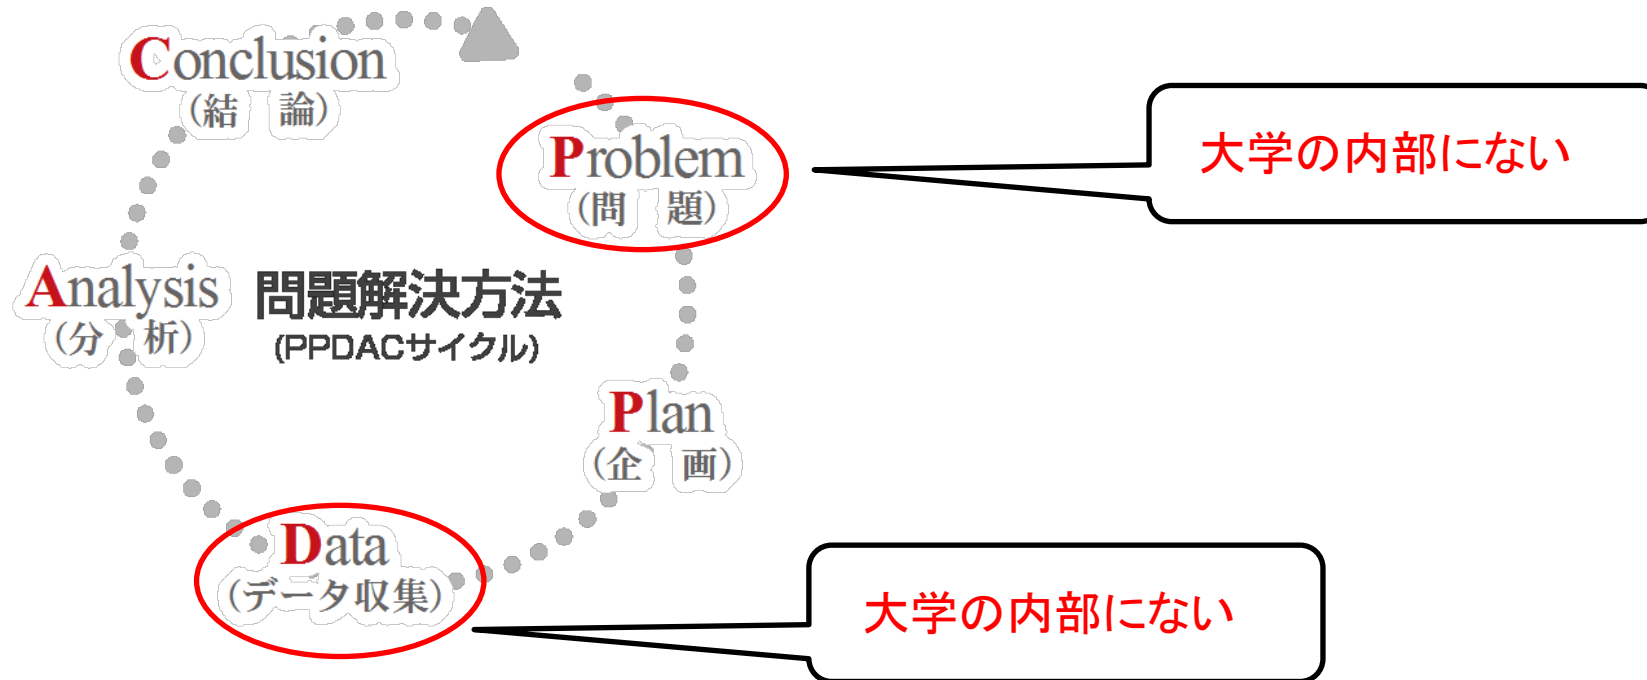 Conclusion
(結 論)
Problem
(問 題)
大学の内部にない
Analysis
(分 析)
問題解決方法
(PPDACサイクル)
Plan
(企 画)
Data
(データ収集)
大学の内部にない